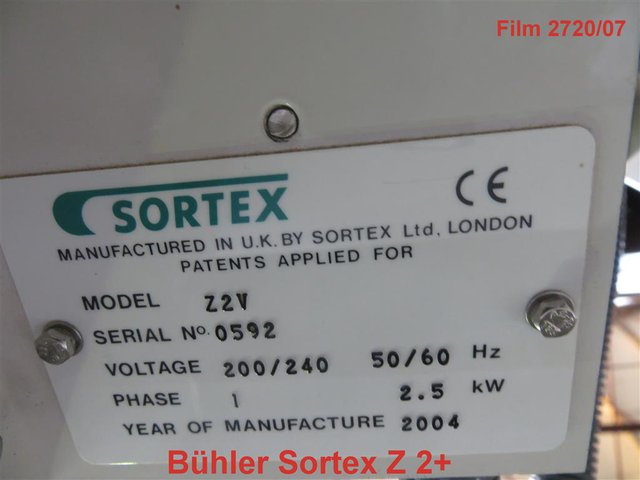 Film 2720/07
SORTEX
CE
MANUFACTURED IN U.K. BY SORTEX Ltd, LONDON
PATENTS APPLIED FOR
MODEL Z2V
SERIAL No. 0592
VOLTAGE 200/240 50/60 Hz
PHASE 1 2.5 kW
YEAR OF MANUFACTURE 2004
Bühler Sortex Z 2+